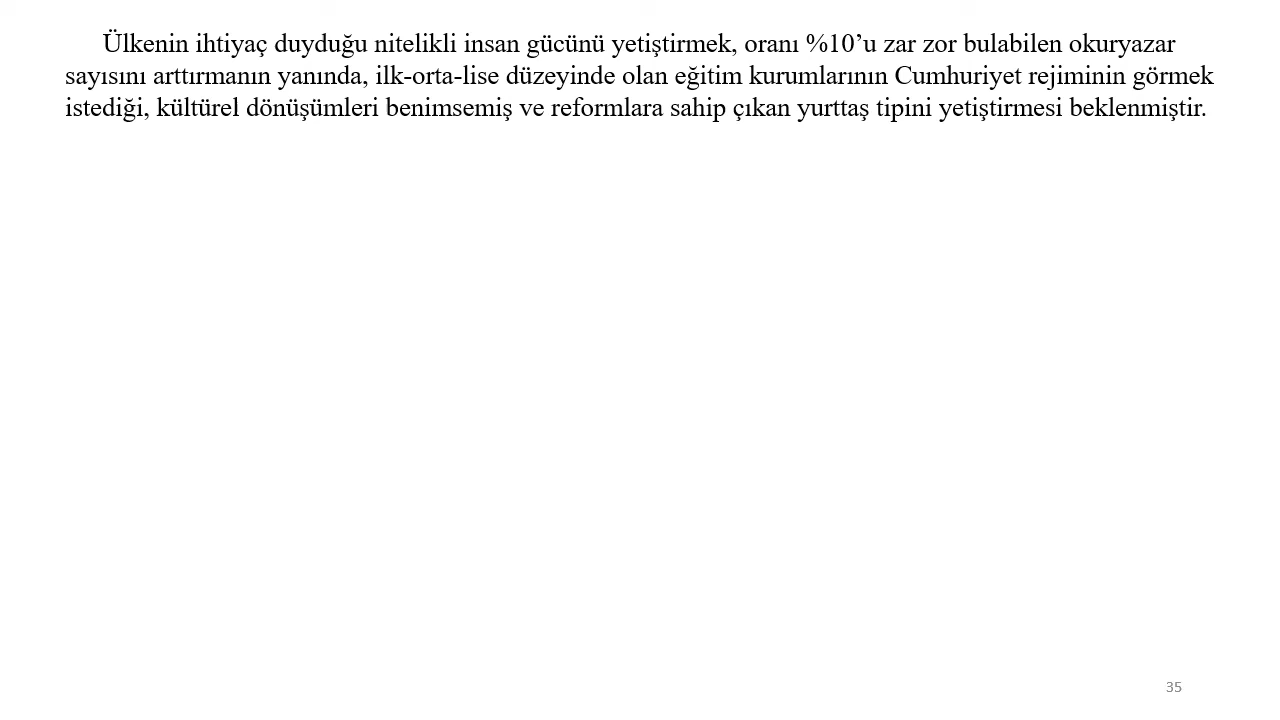 Ülkenin ihtiyaç duyduğu nitelikli insan gücünü yetiştirmek, oranı %10’u zar zor bulabilen okuryazar
sayısını arttırmanın yanında, ilk-orta-lise düzeyinde olan eğitim kurumlarının Cumhuriyet rejiminin görmek
istediği, kültürel dönüşümleri benimsemiş ve reformlara sahip çıkan yurttaş tipini yetiştirmesi beklenmiştir.
35